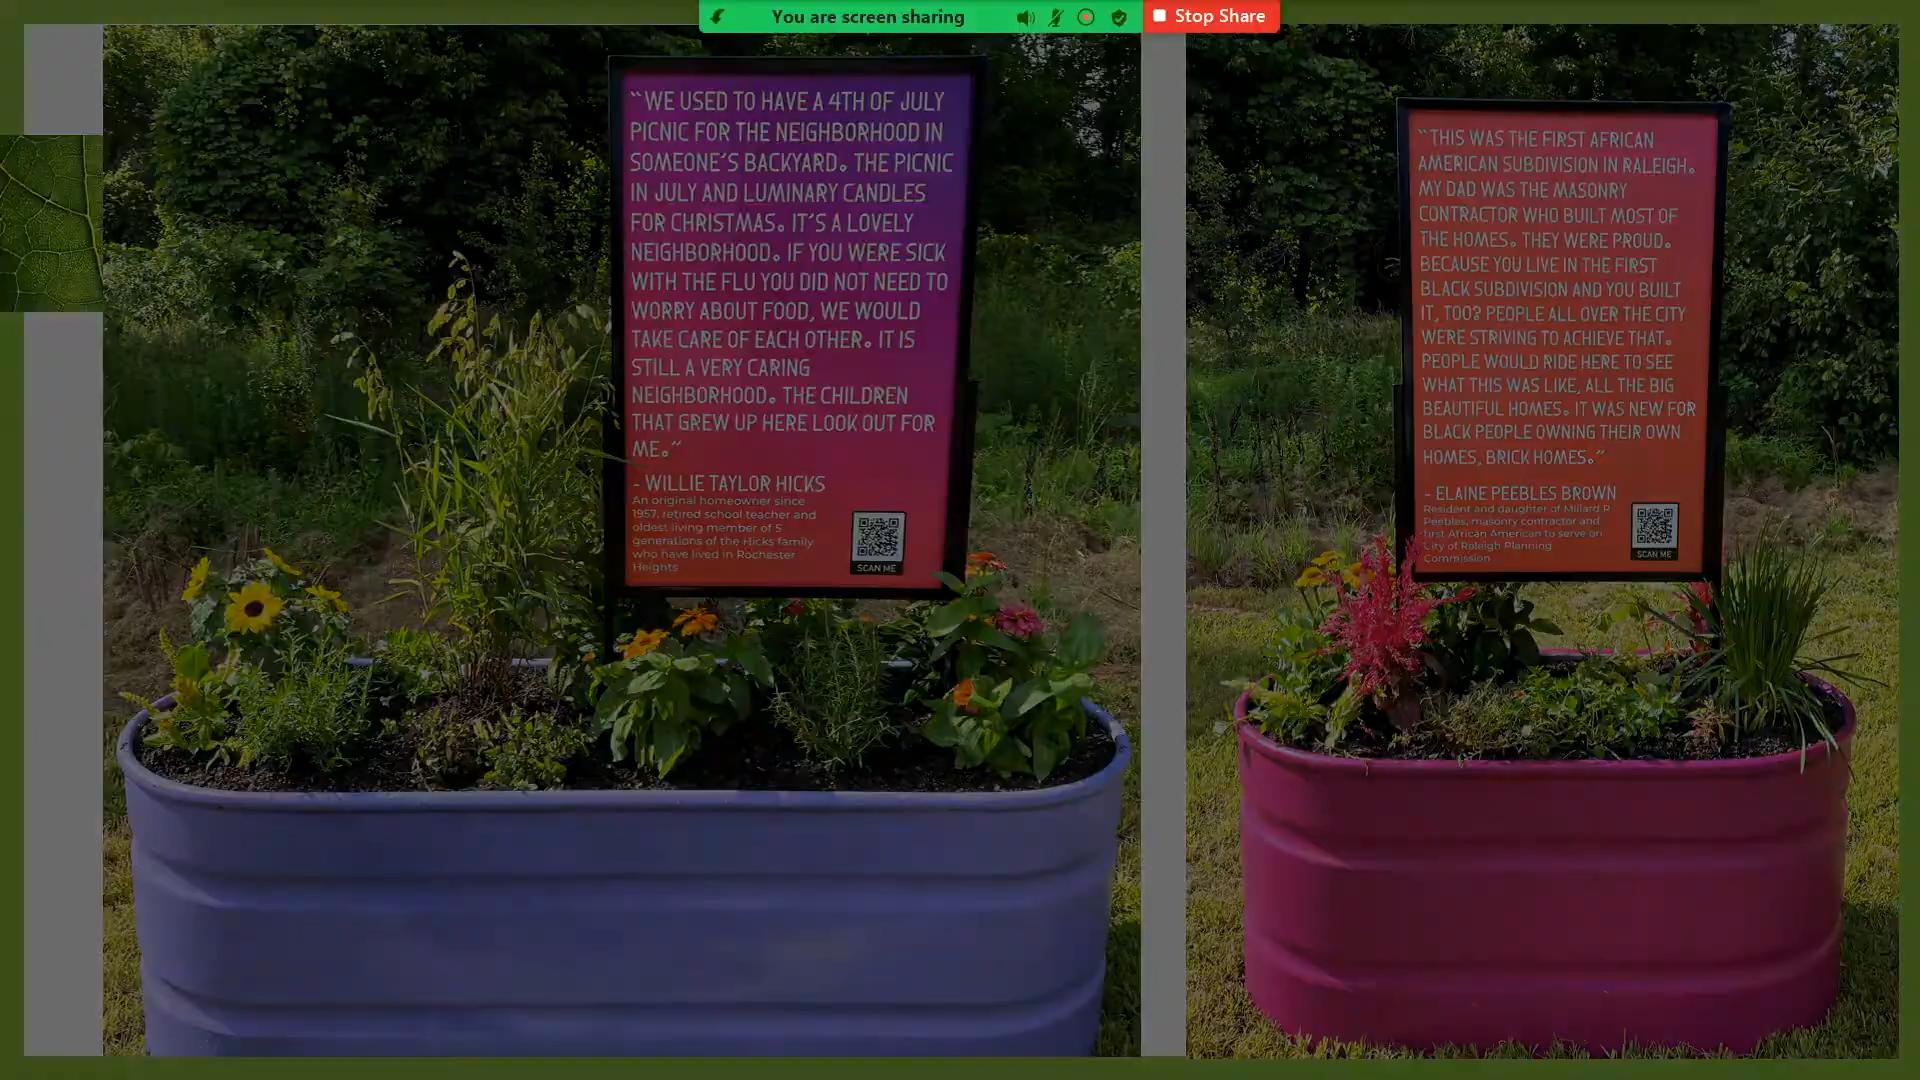 You are screen sharing
Stop Share
“WE USED TO HAVE A 4TH OF JULY
PICNIC FOR THE NEIGHBORHOOD IN
SOMEONE'S BACKYARD. THE PICNIC
IN JULY AND LUMINARY CANDLES
FOR CHRISTMAS. IT'S A LOVELY
NEIGHBORHOOD. IF YOU WERE SICK
WITH THE FLU YOU DID NOT NEED TO
WORRY ABOUT FOOD, WE WOULD
TAKE CARE OF EACH OTHER. IT IS
STILL A VERY CARING
NEIGHBORHOOD. THE CHILDREN
THAT GREW UP HERE LOOK OUT FOR
ME.”
- WILLIE TAYLOR HICKS
An original homeowner since
1957, retired school teacher and
oldest living member of 5
generations of the Hicks family
who have lived in Rochester
Heights
SCAN ME
“THIS WAS THE FIRST AFRICAN
AMERICAN SUBDIVISION IN RALEIGH.
MY DAD WAS THE MASONRY
CONTRACTOR WHO BUILT MOST OF
THE HOMES. THEY WERE PROUD.
BECAUSE YOU LIVE IN THE FIRST
BLACK SUBDIVISION AND YOU BUILT
IT, TOO? PEOPLE ALL OVER THE CITY
WERE STRIVING TO ACHIEVE THAT.
PEOPLE WOULD RIDE HERE TO SEE
WHAT THIS WAS LIKE, ALL THE BIG
BEAUTIFUL HOMES. IT WAS NEW FOR
BLACK PEOPLE OWNING THEIR OWN
HOMES, BRICK HOMES.”
- ELAINE PEEBLES BROWN
Resident and daughter of Millard R
Peebles, masonry contractor and
first African American to serve on
City of Raleigh Planning
Commission
SCAN ME